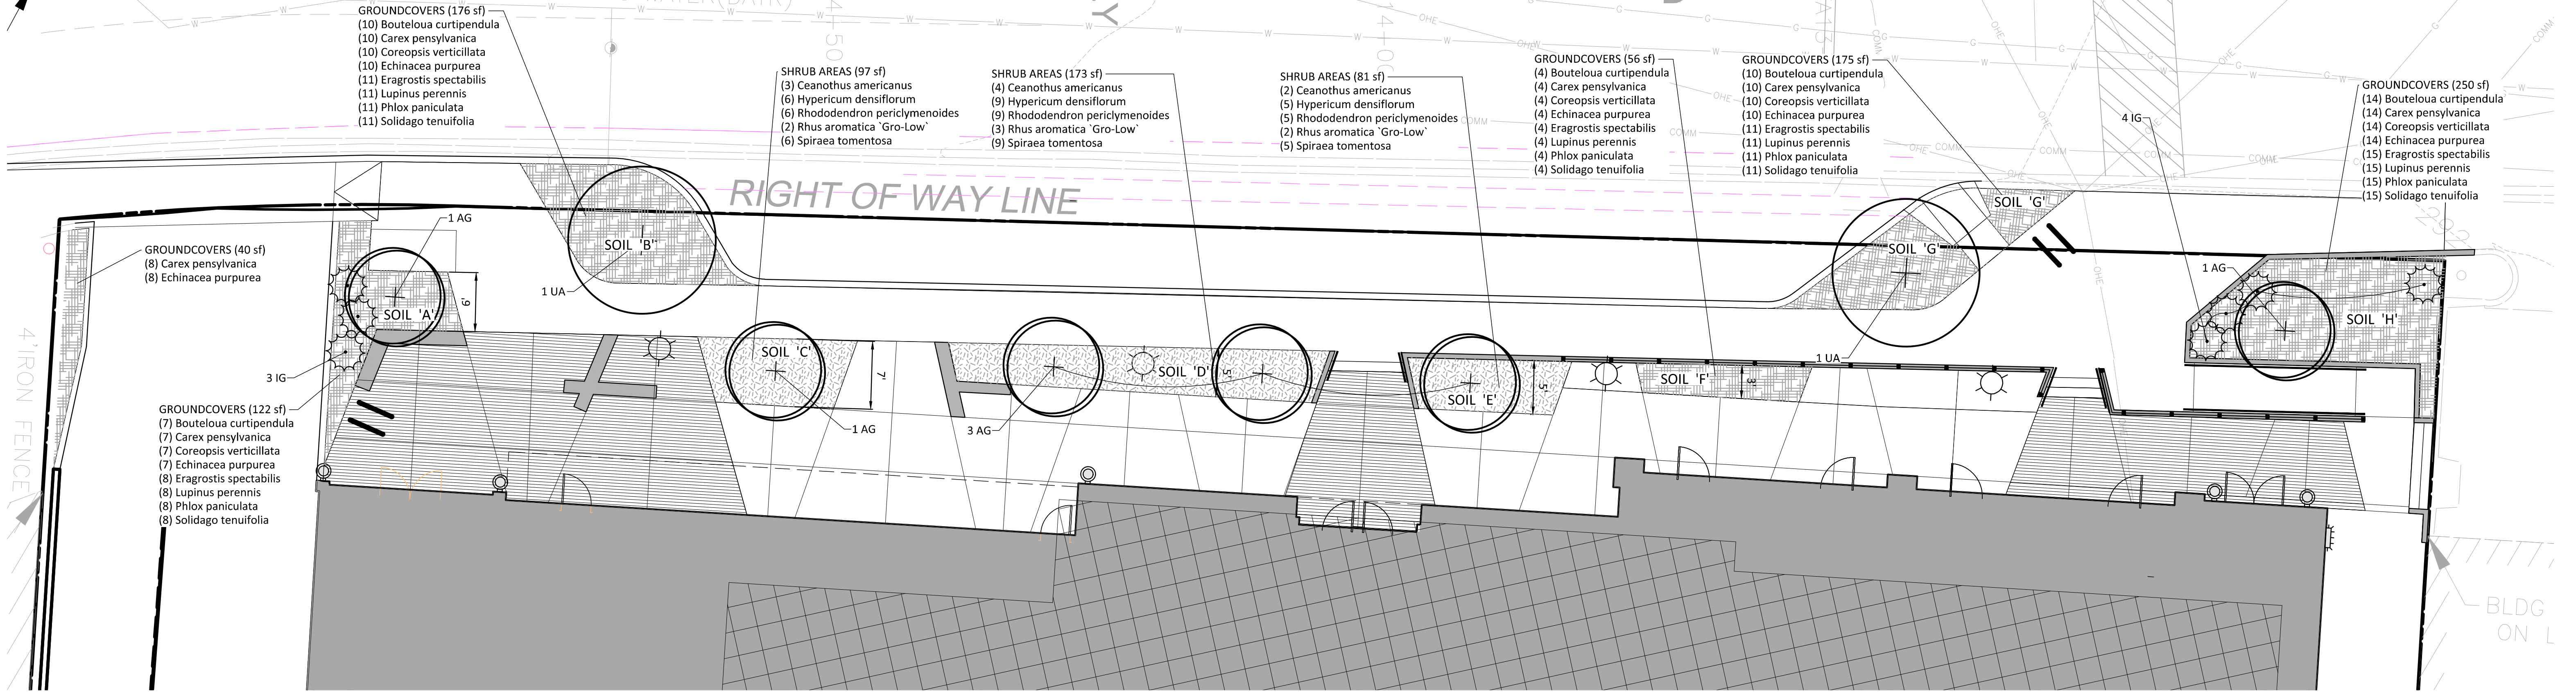 GROUNDCOVERS (176 sf)
(10) Bouteloua curtipendula
(10) Carex pensylvanica
(10) Coreopsis verticillata
(10) Echinacea purpurea
(11) Eragrostis spectabilis
(11) Lupinus perennis
(11) Phlox paniculata
(11) Solidago tenuifolia
SHRUB AREAS (97 sf)
(3) Ceanothus americanus
(6) Hypericum densiflorum
(6) Rhododendron periclymenoides
(2) Rhus aromatica `Gro-Low`
(6) Spiraea tomentosa
SHRUB AREAS (173 sf)
(4) Ceanothus americanus
(9) Hypericum densiflorum
(9) Rhododendron periclymenoides
(3) Rhus aromatica `Gro-Low`
(9) Spiraea tomentosa
SHRUB AREAS (81 sf)
(2) Ceanothus americanus
(5) Hypericum densiflorum
(5) Rhododendron periclymenoides
(2) Rhus aromatica `Gro-Low`
(5) Spiraea tomentosa
GROUNDCOVERS (56 sf)
(4) Bouteloua curtipendula
(4) Carex pensylvanica
(4) Coreopsis verticillata
(4) Echinacea purpurea
(4) Eragrostis spectabilis
(4) Lupinus perennis
(4) Phlox paniculata
(4) Solidago tenuifolia
GROUNDCOVERS (175 sf)
(10) Bouteloua curtipendula
(10) Carex pensylvanica
(10) Coreopsis verticillata
(10) Echinacea purpurea
(11) Eragrostis spectabilis
(11) Lupinus perennis
(11) Phlox paniculata
(11) Solidago tenuifolia
GROUNDCOVERS (250 sf)
(14) Bouteloua curtipendula
(14) Carex pensylvanica
(14) Coreopsis verticillata
(14) Echinacea purpurea
(15) Eragrostis spectabilis
(15) Lupinus perennis
(15) Phlox paniculata
(15) Solidago tenuifolia
4 IG
RIGHT OF WAY LINE
1 AG
GROUNDCOVERS (40 sf)
(8) Carex pensylvanica
(8) Echinacea purpurea
SOIL 'A'
6'
SOIL 'B'
1 UA
SOIL 'C'
7'
1 AG
SOIL 'D'
5'
3 AG
SOIL 'E'
5'
SOIL 'F'
3'
SOIL 'G'
SOIL 'G'
1 UA
1 AG
SOIL 'H'
3 IG
GROUNDCOVERS (122 sf)
(7) Bouteloua curtipendula
(7) Carex pensylvanica
(7) Coreopsis verticillata
(7) Echinacea purpurea
(8) Eragrostis spectabilis
(8) Lupinus perennis
(8) Phlox paniculata
(8) Solidago tenuifolia
4' IRON FENCE
292
BLDG
ON